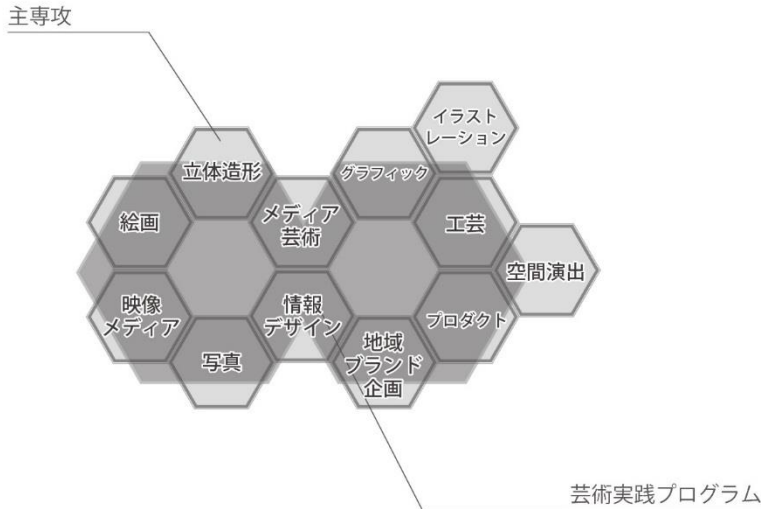 主専攻
イラスト
レーション
立体造形
グラフィック
絵画
メディア
芸術
工芸
空間演出
映像
メディア
情報
デザイン
プロダクト
写真
地域
ブランド
企画
芸術実践プログラム